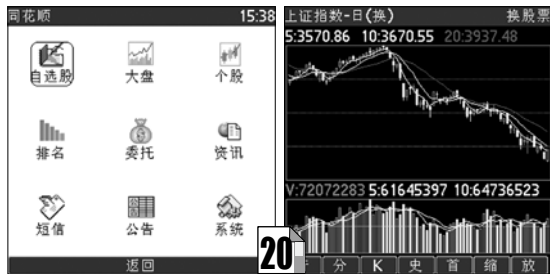 同花顺 15:38
自选股 大盘 个股
排名 委托 资讯
短信 公告 系统
返回
20
上证指数-日(换) 换股票
5:3570.86 10:3670.55 20:3937.48
V:72072283 5:61645397 10:64736523
分 K 史 首 缩 放